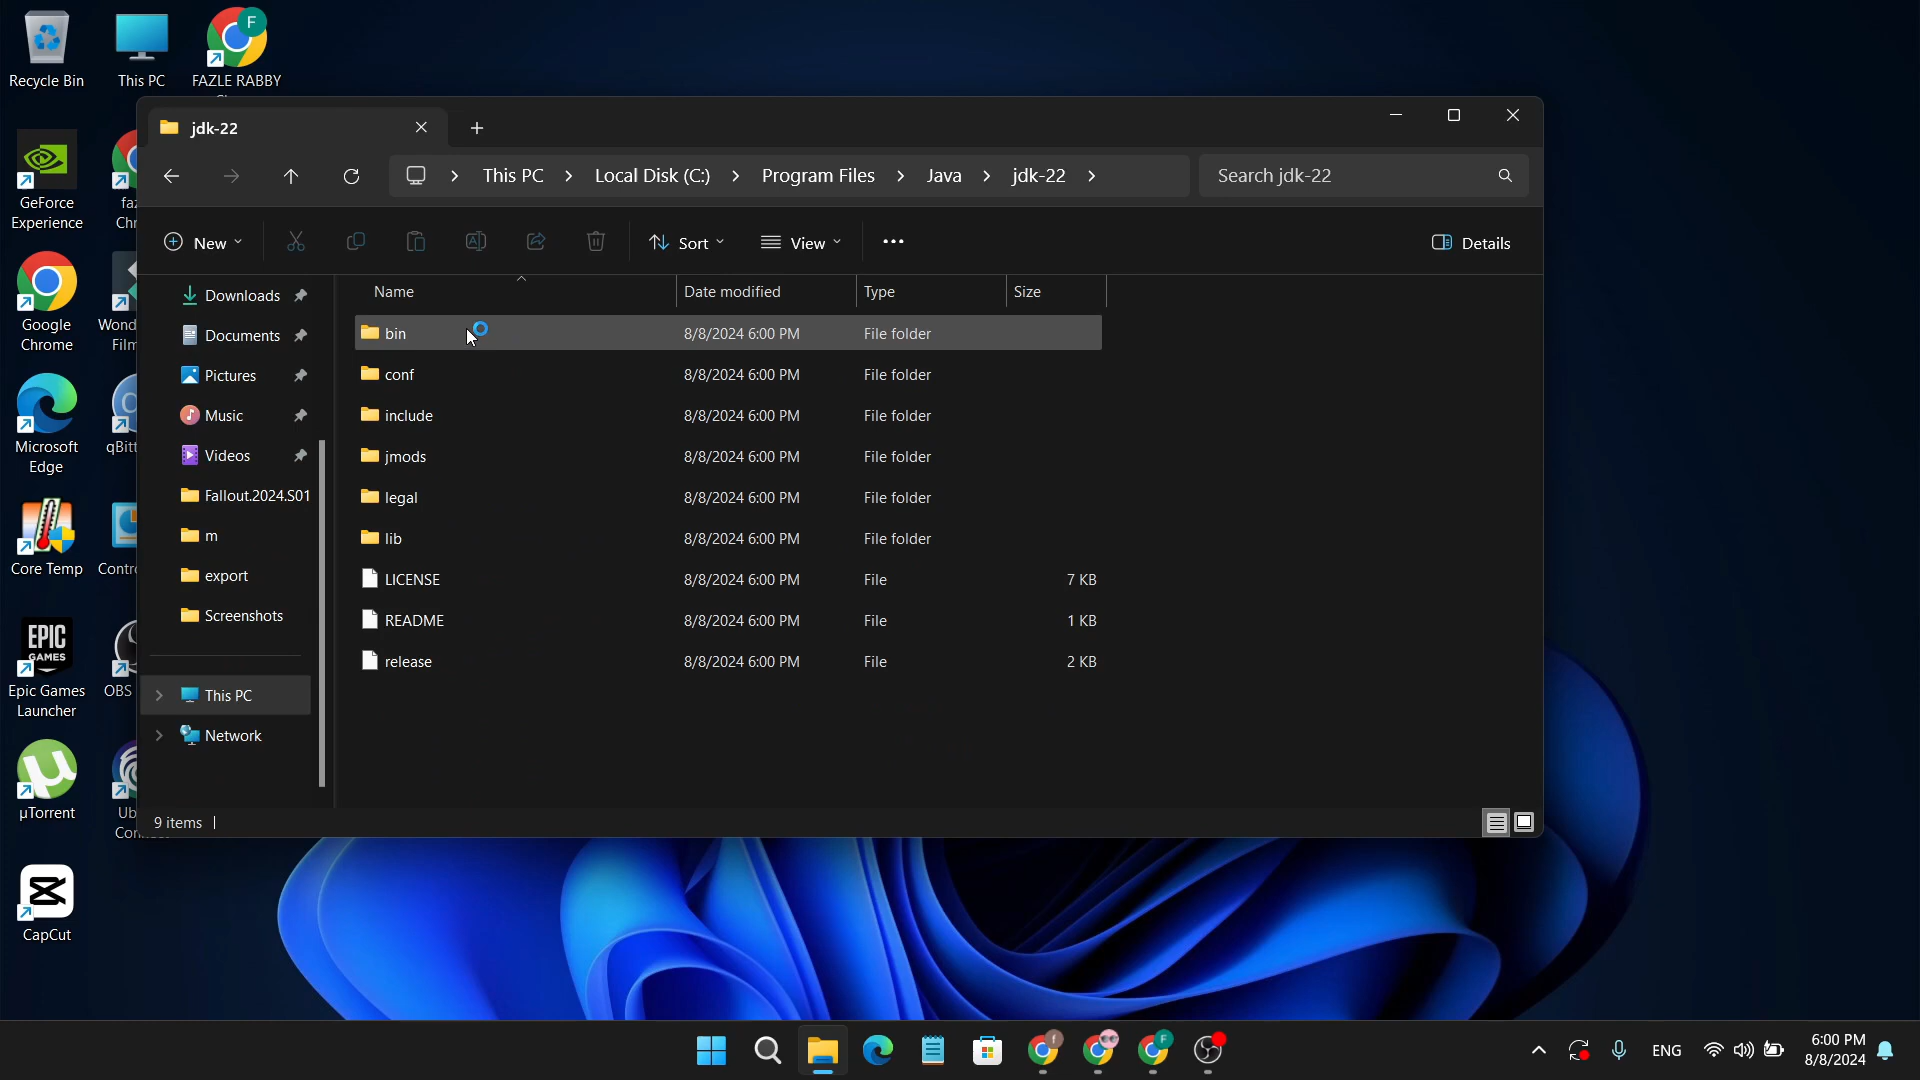 Recycle Bin
This PC
F
FAZLE RABBY
GeForce
Experience
Google
Chrome
Microsoft
Edge
Core Temp
EPIC
GAMES
Epic Games
Launcher
µTorrent
CapCut
jdk-22
This PC
Local Disk (C:)
Program Files
Java
jdk-22
Search jdk-22
New
Sort
View
Details
Downloads
Documents
Pictures
Music
Videos
Fallout.2024.S01
m
export
Screenshots
This PC
Network
Name Date modified Type Size
bin 8/8/2024 6:00 PM File folder
conf 8/8/2024 6:00 PM File folder
include 8/8/2024 6:00 PM File folder
jmods 8/8/2024 6:00 PM File folder
legal 8/8/2024 6:00 PM File folder
lib 8/8/2024 6:00 PM File folder
LICENSE 8/8/2024 6:00 PM File 7 KB
README 8/8/2024 6:00 PM File 1 KB
release 8/8/2024 6:00 PM File 2 KB
9 items
OBS
ENG
6:00 PM
8/8/2024